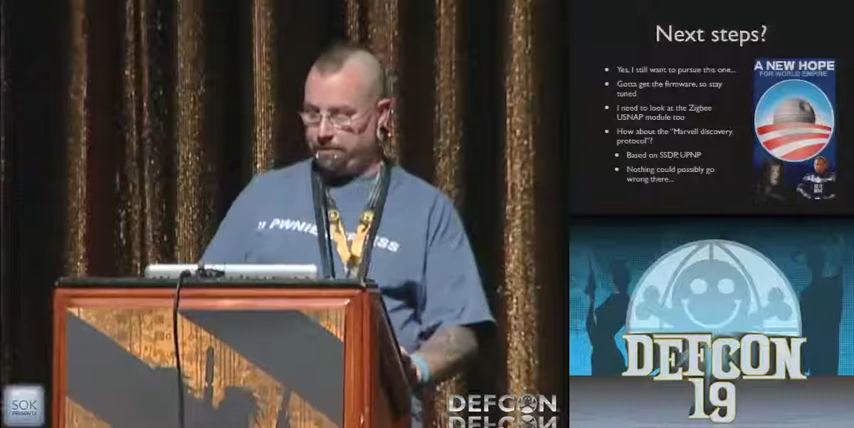 PWNIE EXPRESS
SOK
DEFCON
Next steps?
Yes, I still want to pursue this one...
Gotta get the firmware, so stay
tuned
I need to look at the Zigbee
USNAP module too
How about the "Marvell discovery
protocol"?
Based on SSDP, UPNP
Nothing could possibly go
wrong there...
A NEW HOPE
FOR WORLD EMPIRE
DEFCON
19